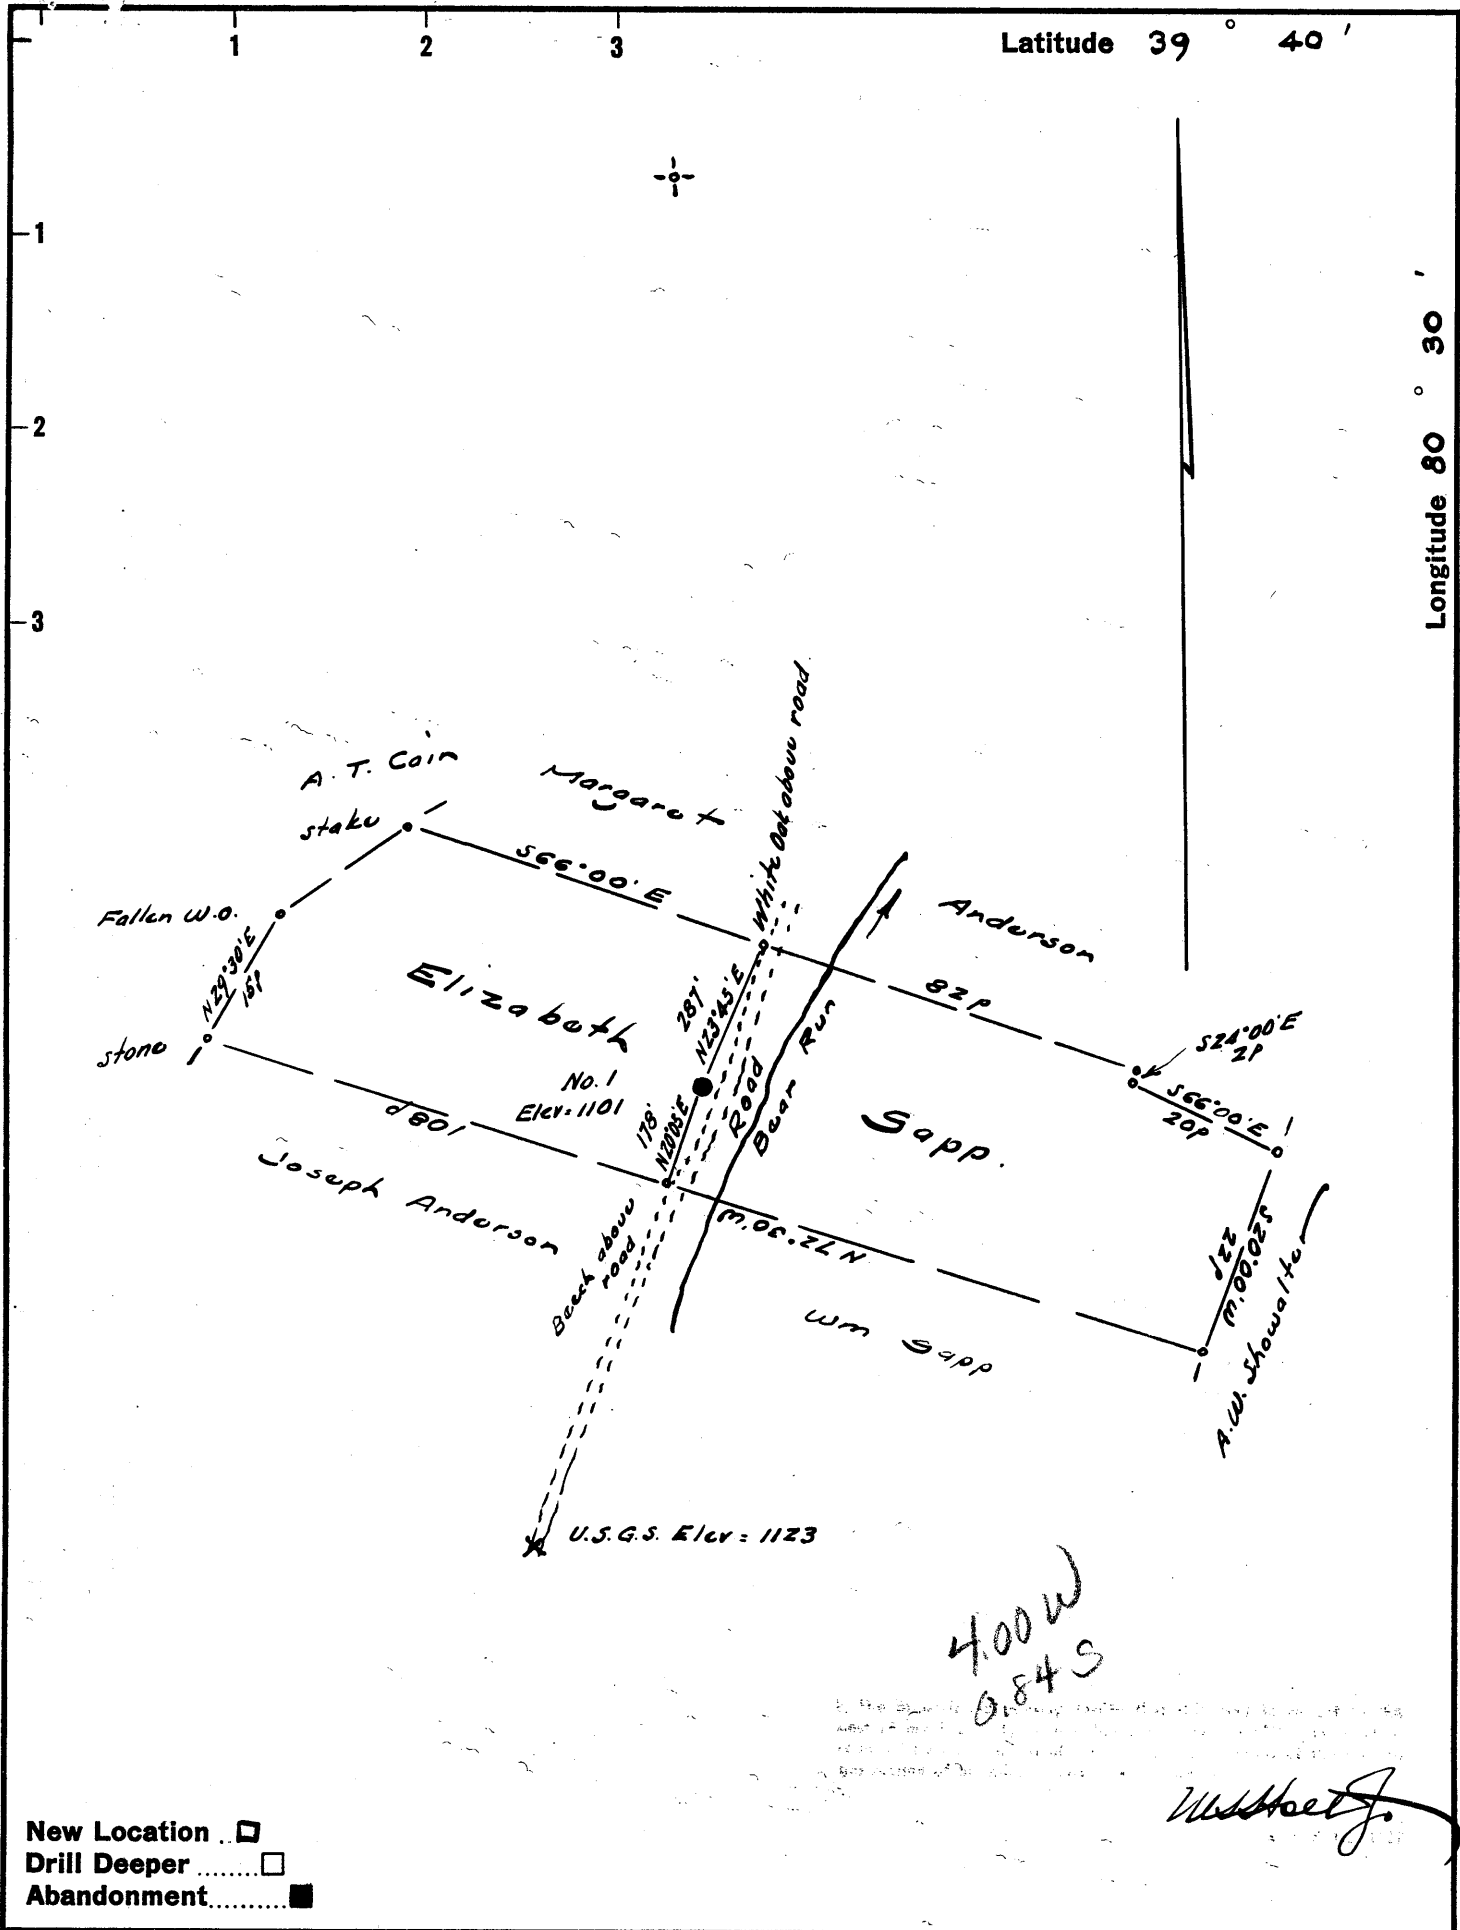 1 2 3
Latitude 39° 40'
1
2
3
Longitude 80° 30'
A. T. Cain
Margaret
stake
White Oak above road
S66°00'E
Fallen W.O.
Anderson
N29°30'E
15P
Elizabeth
287'
N23°45'E
82P
Road
Bear Run
S24°00'E
2P
stone
No. 1
Elev=1101
108P
178'
N20°05'E
Sapp.
S66°00'E
20P
Joseph Anderson
Beech above
road
N72°30'W
22P
S20°00'W
A.W. Showalter
Wm Sapp
U.S.G.S. Elev = 1123
4.00 W
0.84 S
New Location ..
Drill Deeper ........
Abandonment..........